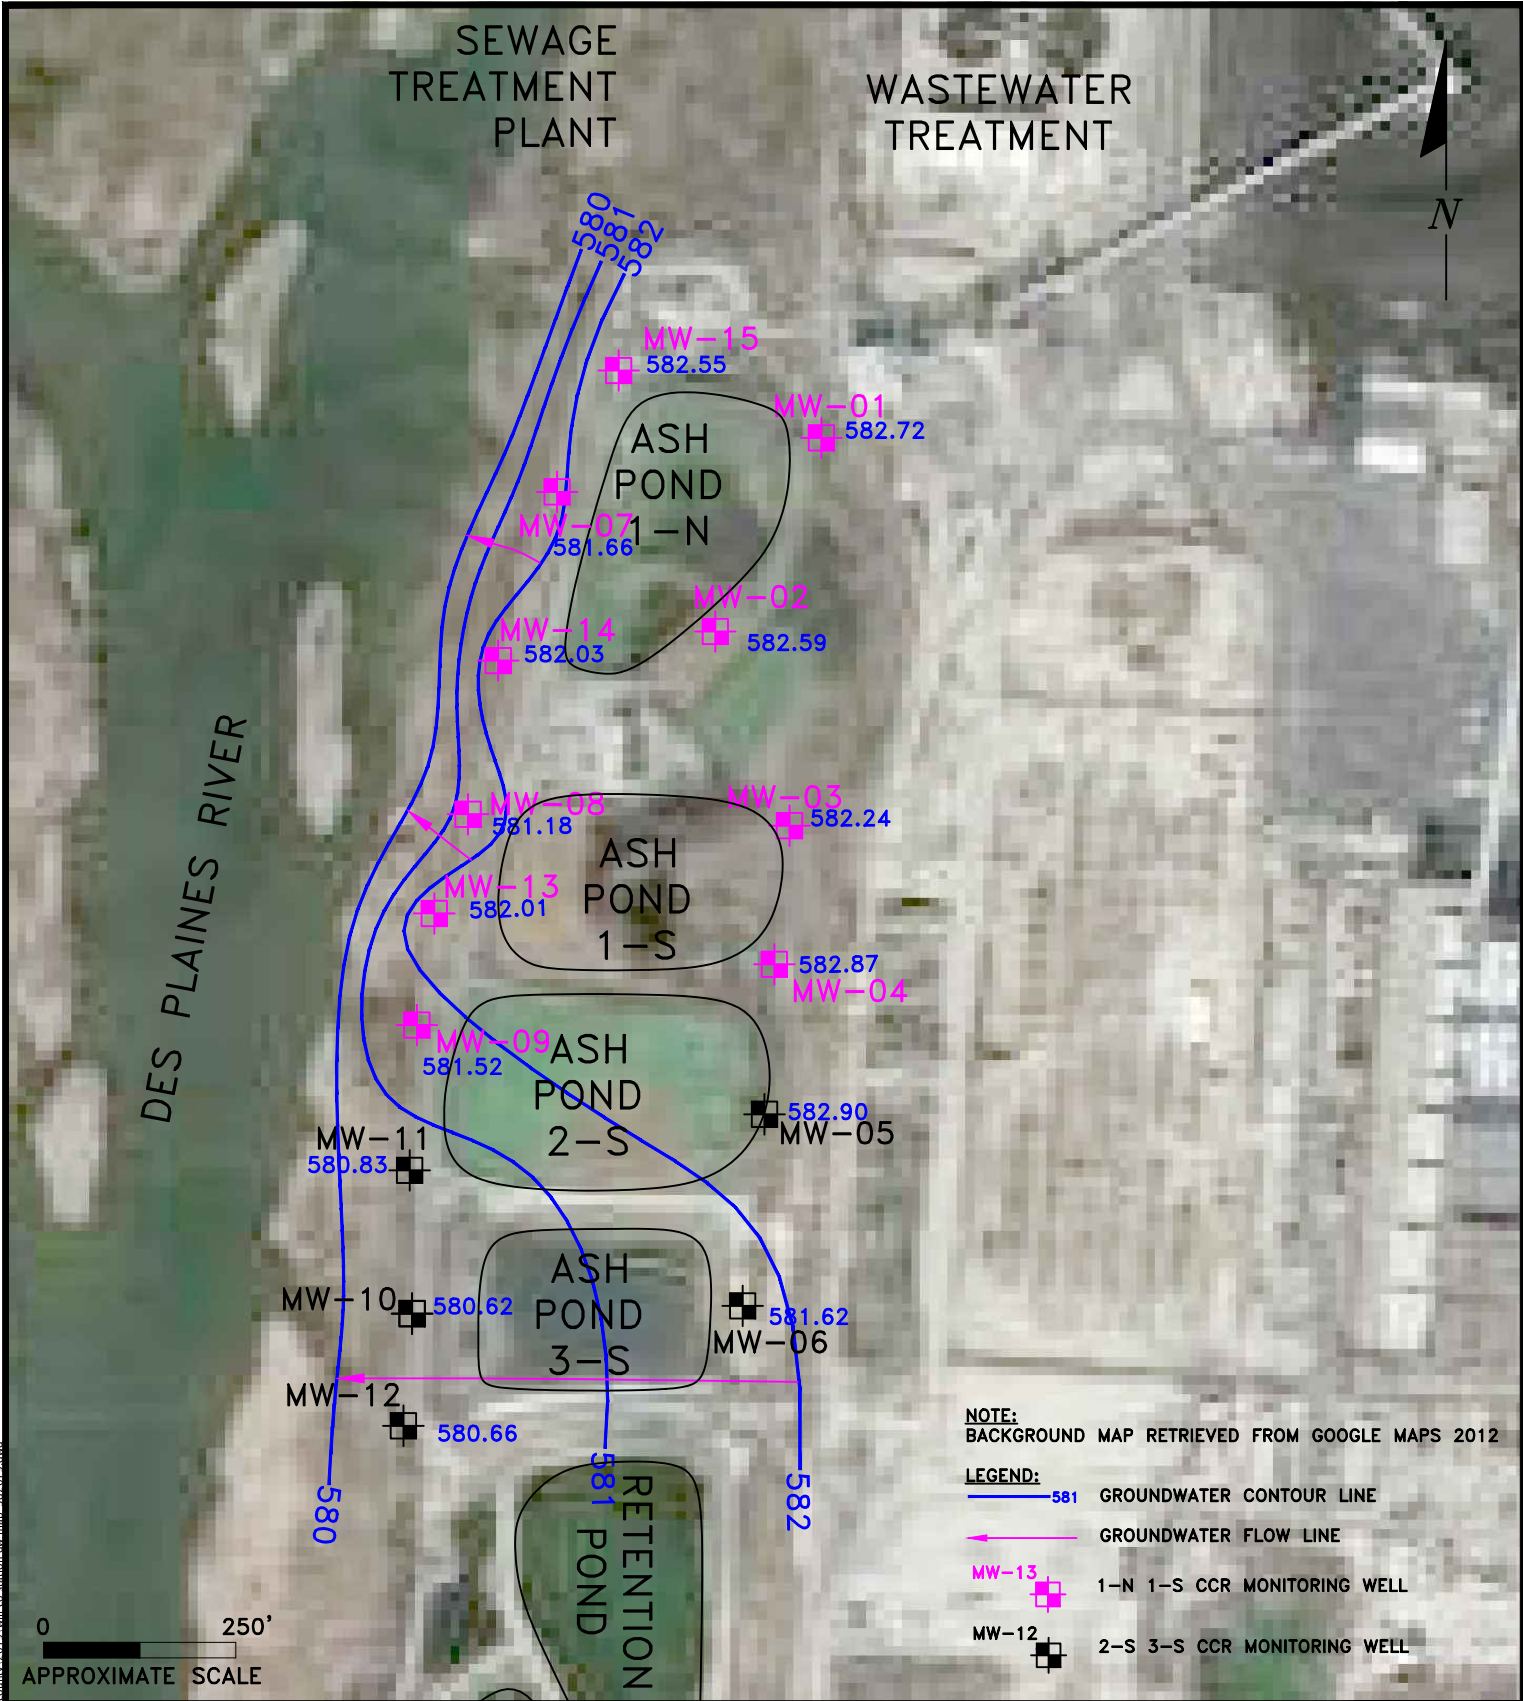 SEWAGE
TREATMENT
PLANT
WASTEWATER
TREATMENT
N
580
581
582
MW-15
582.55
MW-01
582.72
ASH
POND
1-N
MW-07
581.66
MW-02
582.59
MW-14
582.03
DES PLAINES RIVER
MW-08
581.18
MW-03
582.24
ASH
POND
1-S
MW-13
582.01
582.87
MW-04
MW-09
581.52
ASH
POND
2-S
582.90
MW-05
MW-11
580.83
ASH
POND
3-S
MW-10
580.62
581.62
MW-06
MW-12
580.66
580
581
582
RETENTION
POND
NOTE:
BACKGROUND MAP RETRIEVED FROM GOOGLE MAPS 2012
LEGEND:
581 GROUNDWATER CONTOUR LINE
GROUNDWATER FLOW LINE
MW-13
1-N 1-S CCR MONITORING WELL
MW-12
2-S 3-S CCR MONITORING WELL
0 250'
APPROXIMATE SCALE